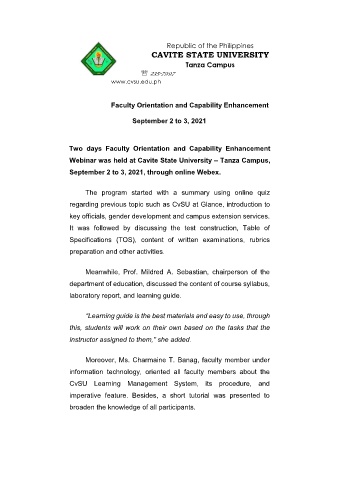 Republic of the Philippines
CAVITE STATE UNIVERSITY
Tanza Campus
www.cvsu.edu.ph
Faculty Orientation and Capability Enhancement
September 2 to 3, 2021
Two days Faculty Orientation and Capability Enhancement
Webinar was held at Cavite State University – Tanza Campus,
September 2 to 3, 2021, through online Webex.
The program started with a summary using online quiz
regarding previous topic such as CvSU at Glance, introduction to
key officials, gender development and campus extension services.
It was followed by discussing the test construction, Table of
Specifications (TOS), content of written examinations, rubrics
preparation and other activities.
Meanwhile, Prof. Mildred A. Sebastian, chairperson of the
department of education, discussed the content of course syllabus,
laboratory report, and learning guide.
“Learning guide is the best materials and easy to use, through
this, students will work on their own based on the tasks that the
instructor assigned to them,” she added.
Moreover, Ms. Charmaine T. Banag, faculty member under
information technology, oriented all faculty members about the
CvSU Learning Management System, its procedure, and
imperative feature. Besides, a short tutorial was presented to
broaden the knowledge of all participants.